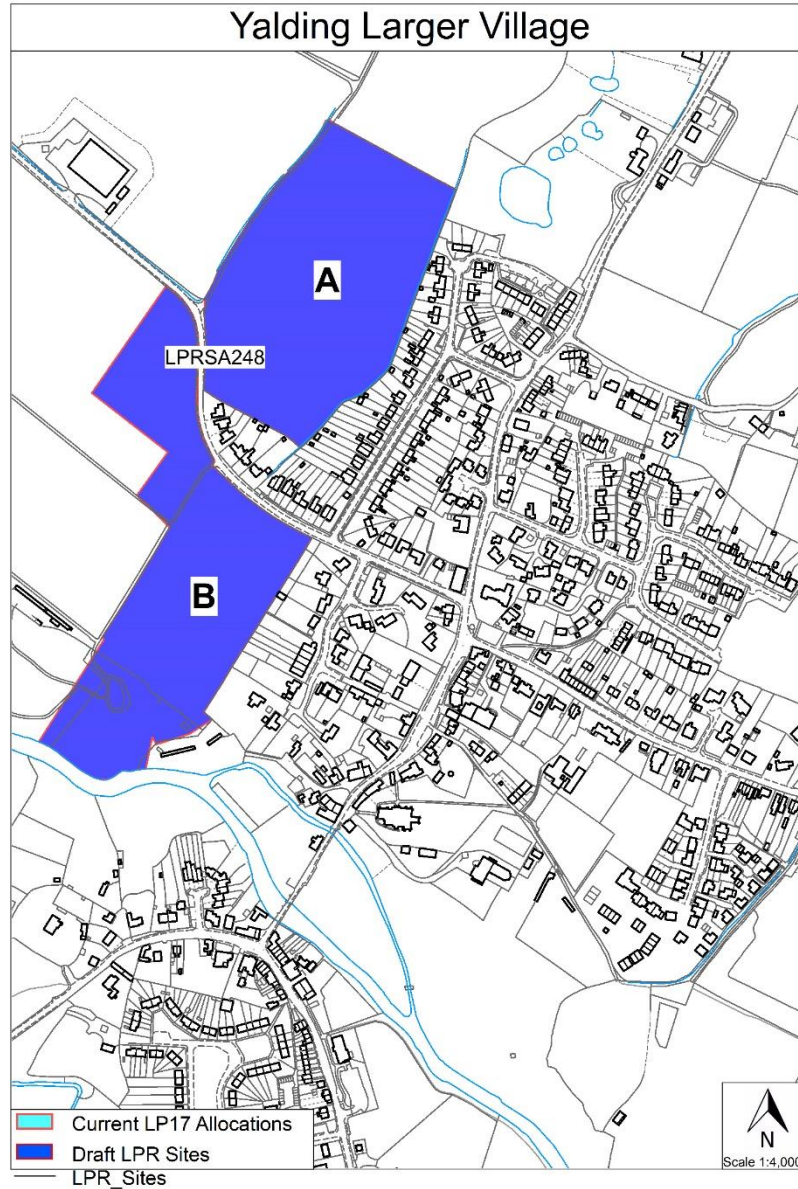 Yalding Larger Village
A
LPRSA248
B
Current LP17 Allocations
Draft LPR Sites
LPR_Sites
N
Scale 1:4,000